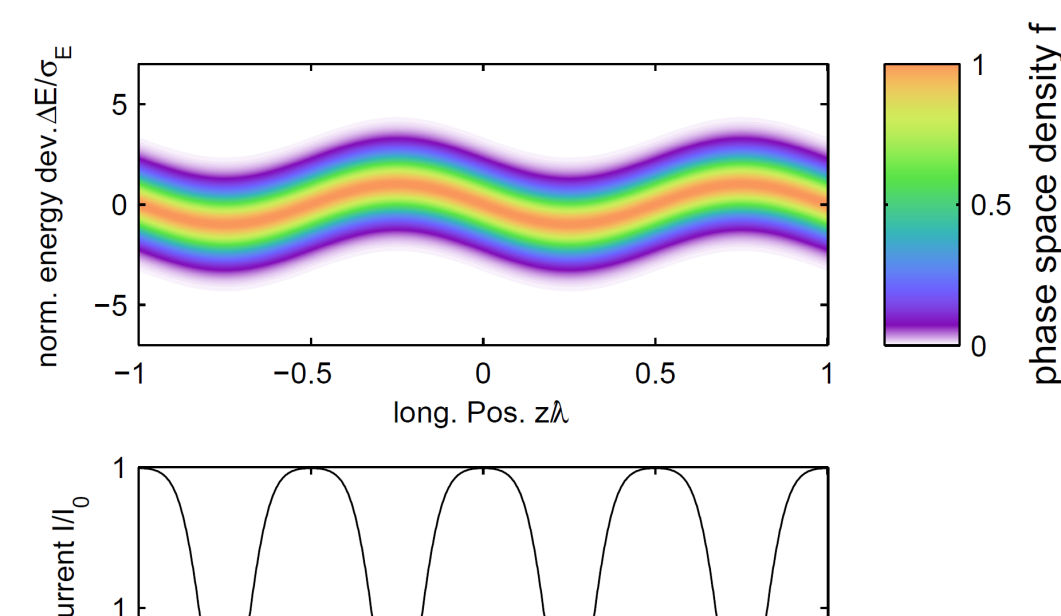 norm. energy dev.ΔE/σ_E
5
0
−5
−1 −0.5 0 0.5 1
long. Pos. z/λ
1
0.5
0
phase space density f
1
1
urrent I/I_0